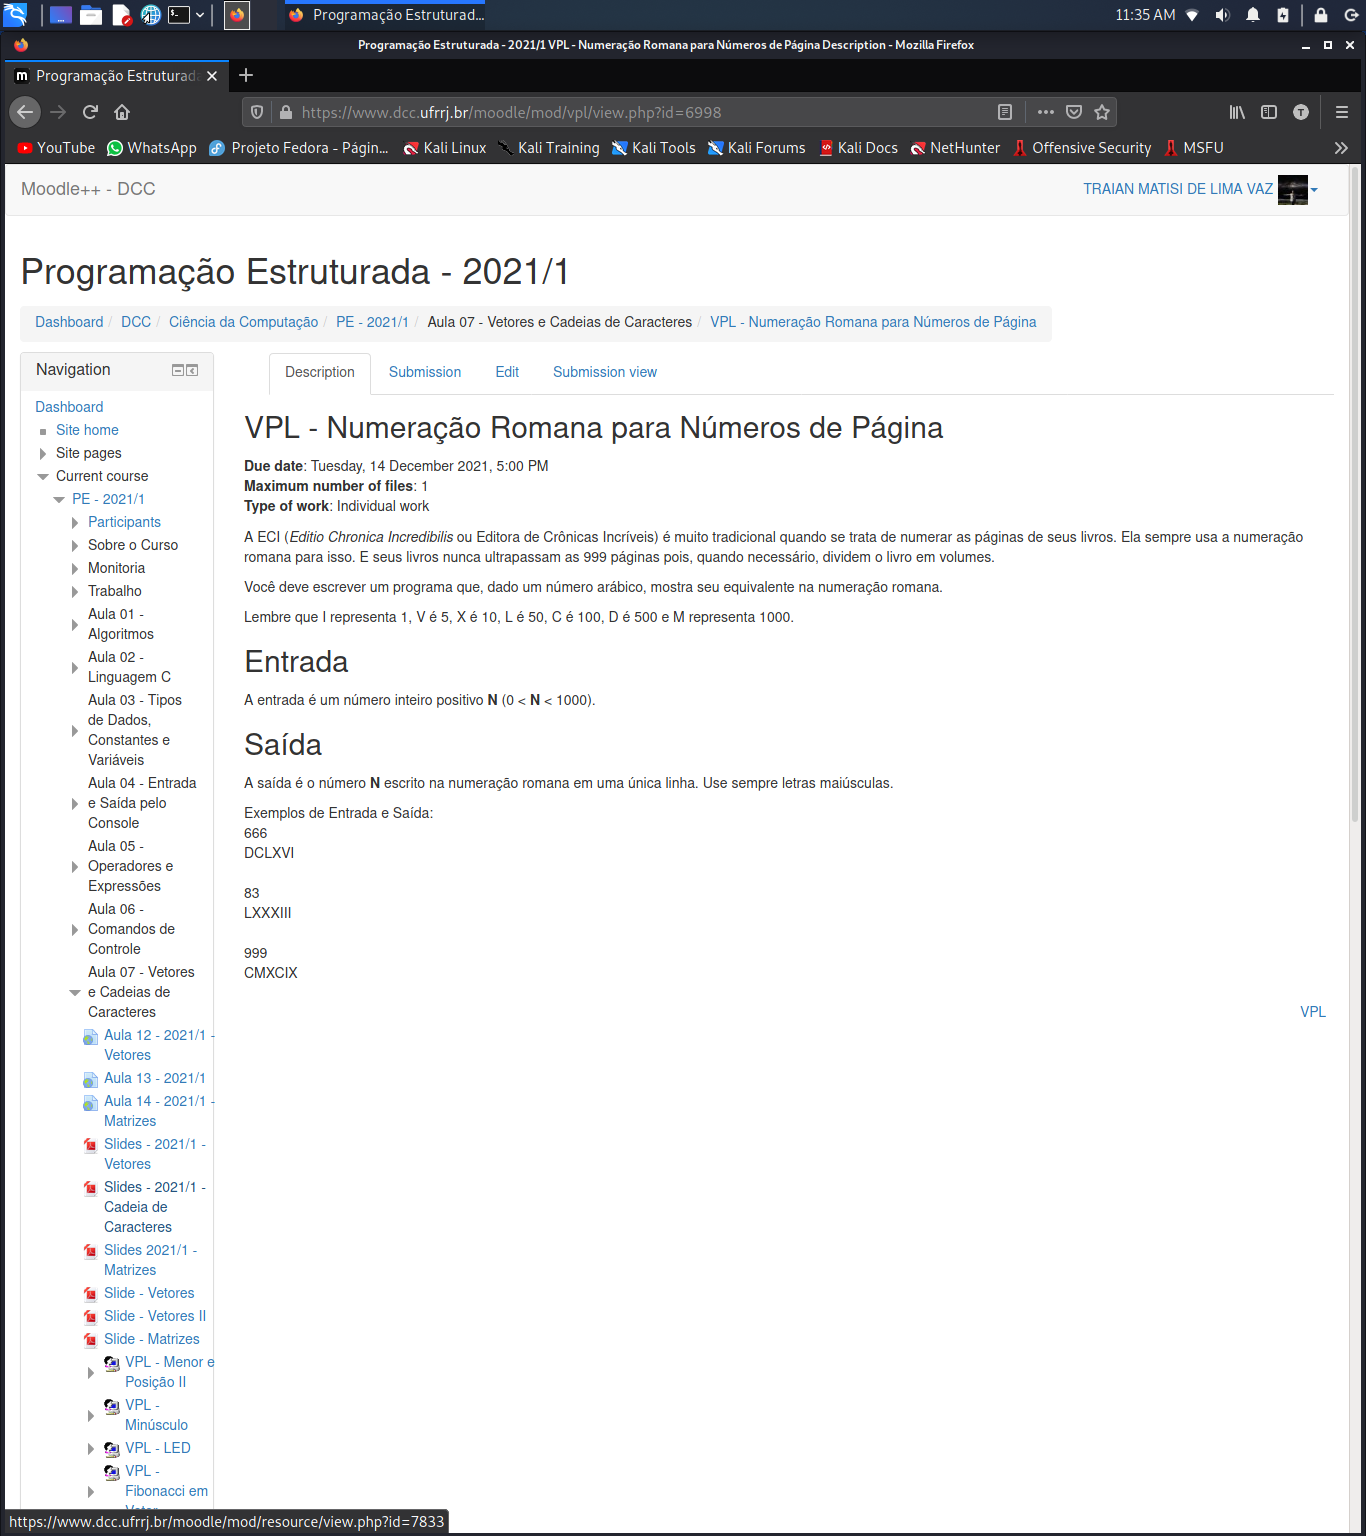 Programação Estruturad...
11:35 AM
Programação Estruturada - 2021/1 VPL - Numeração Romana para Números de Página Description - Mozilla Firefox
Programação Estruturad
https://www.dcc.ufrrj.br/moodle/mod/vpl/view.php?id=6998
YouTube WhatsApp Projeto Fedora - Págin... Kali Linux Kali Training Kali Tools Kali Forums Kali Docs NetHunter Offensive Security MSFU
Moodle++ - DCC
TRAIAN MATISI DE LIMA VAZ
Programação Estruturada - 2021/1
Dashboard / DCC / Ciência da Computação / PE - 2021/1 / Aula 07 - Vetores e Cadeias de Caracteres / VPL - Numeração Romana para Números de Página
Navigation
Dashboard
Site home
Site pages
Current course
PE - 2021/1
Participants
Sobre o Curso
Monitoria
Trabalho
Aula 01 -
Algoritmos
Aula 02 -
Linguagem C
Aula 03 - Tipos
de Dados,
Constantes e
Variáveis
Aula 04 - Entrada
e Saída pelo
Console
Aula 05 -
Operadores e
Expressões
Aula 06 -
Comandos de
Controle
Aula 07 - Vetores
e Cadeias de
Caracteres
Aula 12 - 2021/1 -
Vetores
Aula 13 - 2021/1
Aula 14 - 2021/1 -
Matrizes
Slides - 2021/1 -
Vetores
Slides - 2021/1 -
Cadeia de
Caracteres
Slides 2021/1 -
Matrizes
Slide - Vetores
Slide - Vetores II
Slide - Matrizes
VPL - Menor e
Posição II
VPL -
Minúsculo
VPL - LED
VPL -
Fibonacci em
Vetor
Description Submission Edit Submission view
VPL - Numeração Romana para Números de Página
Due date: Tuesday, 14 December 2021, 5:00 PM
Maximum number of files: 1
Type of work: Individual work
A ECI (Editio Chronica Incredibilis ou Editora de Crônicas Incríveis) é muito tradicional quando se trata de numerar as páginas de seus livros. Ela sempre usa a numeração
romana para isso. E seus livros nunca ultrapassam as 999 páginas pois, quando necessário, dividem o livro em volumes.
Você deve escrever um programa que, dado um número arábico, mostra seu equivalente na numeração romana.
Lembre que I representa 1, V é 5, X é 10, L é 50, C é 100, D é 500 e M representa 1000.
Entrada
A entrada é um número inteiro positivo N (0 < N < 1000).
Saída
A saída é o número N escrito na numeração romana em uma única linha. Use sempre letras maiúsculas.
Exemplos de Entrada e Saída:
666
DCLXVI
83
LXXXIII
999
CMXCIX
VPL
https://www.dcc.ufrrj.br/moodle/mod/resource/view.php?id=7833